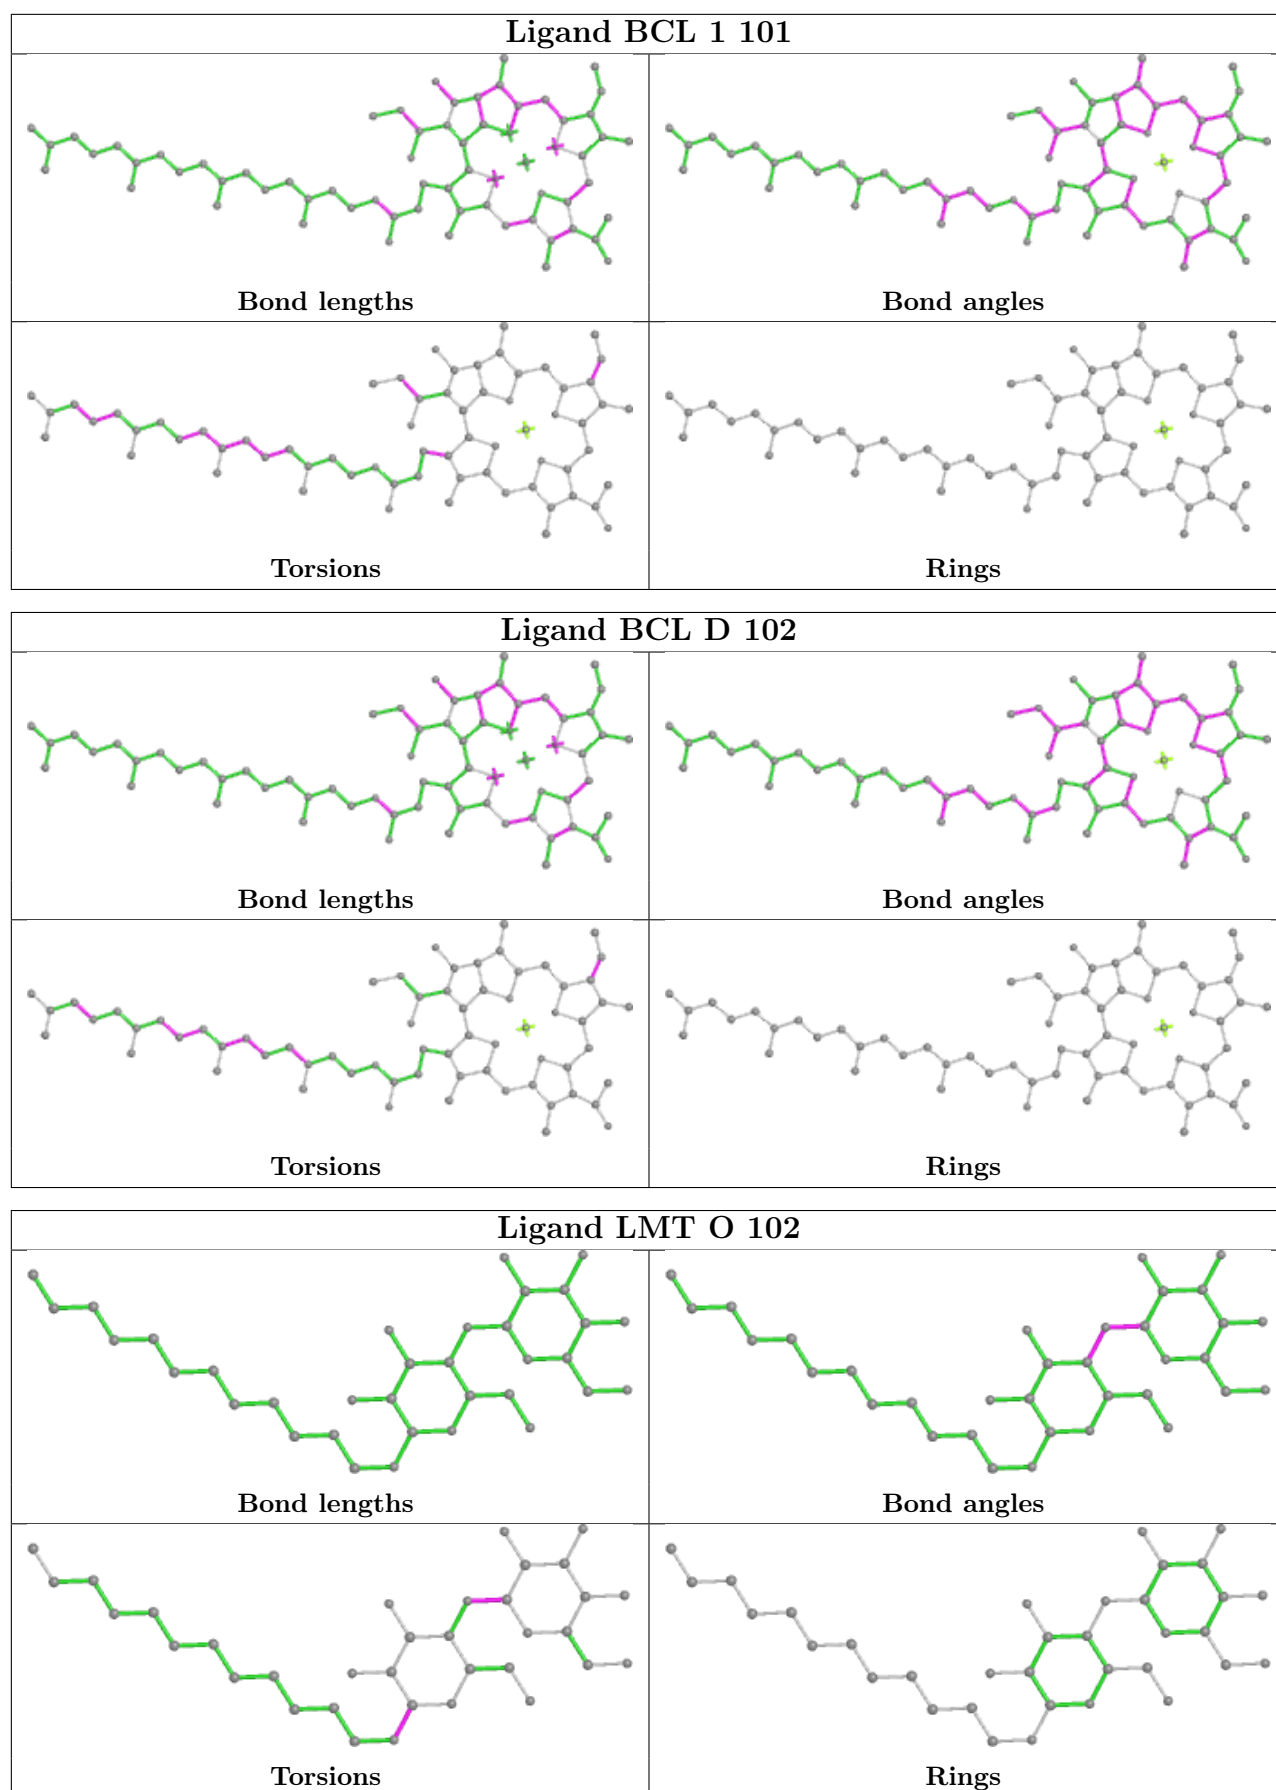 Ligand BCL 1 101
Bond lengths
Bond angles
Torsions
Rings
Ligand BCL D 102
Bond lengths
Bond angles
Torsions
Rings
Ligand LMT O 102
Bond lengths
Bond angles
Torsions
Rings